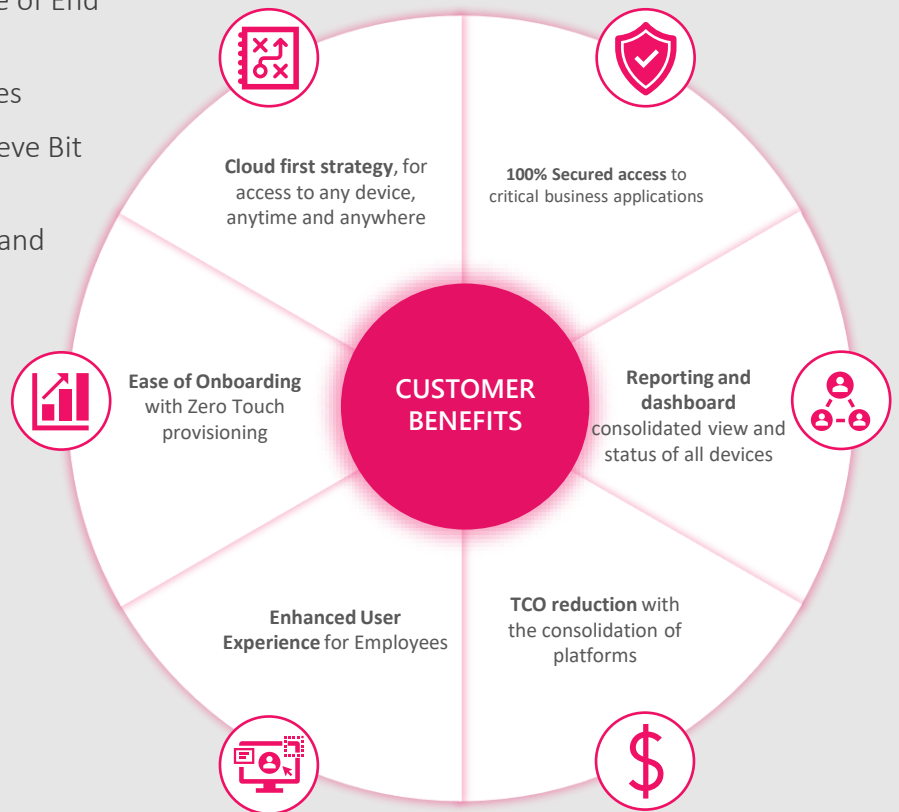 e of End
es
eve Bit
and
Cloud first strategy, for
access to any device,
anytime and anywhere
100% Secured access to
critical business applications
Ease of Onboarding
with Zero Touch
provisioning
CUSTOMER
BENEFITS
Reporting and
dashboard
consolidated view and
status of all devices
Enhanced User
Experience for Employees
TCO reduction with
the consolidation of
platforms
$